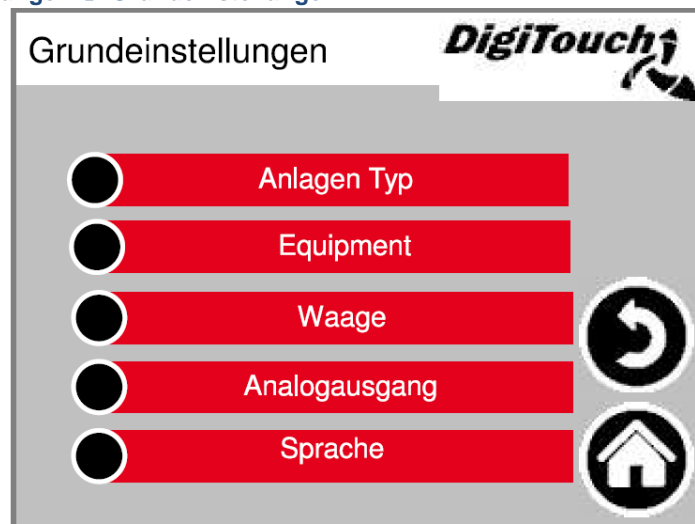 Grundeinstellungen
DigiTouch
Anlagen Typ
Equipment
Waage
Analogausgang
Sprache